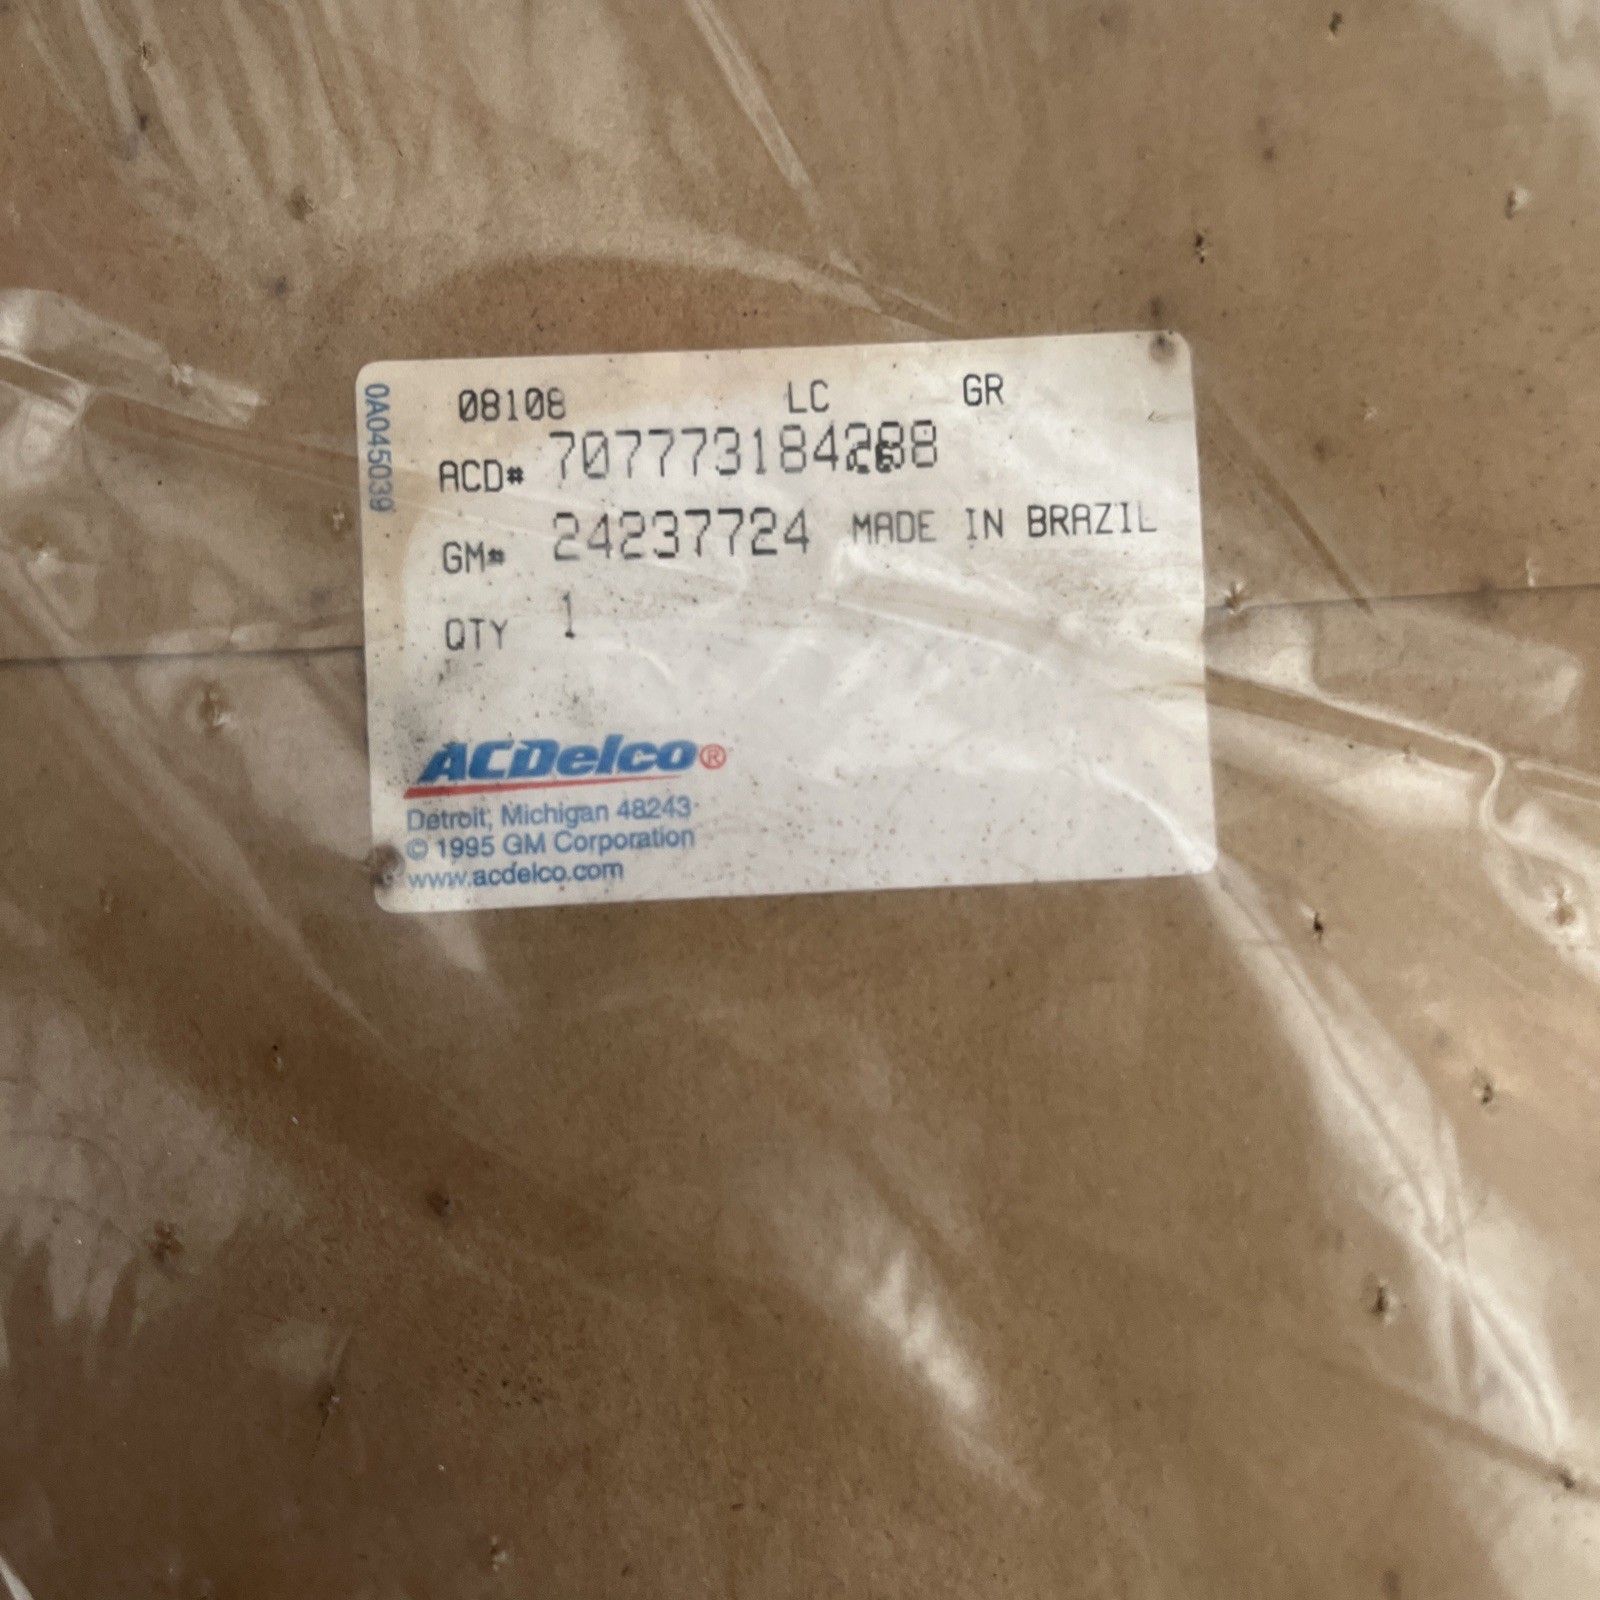 0A045039
08108 LC GR
ACD#
GM# 24237724 MADE IN BRAZIL
QTY 1
ACDelco®
Detroit, Michigan 48243
© 1995 GM Corporation
www.acdelco.com